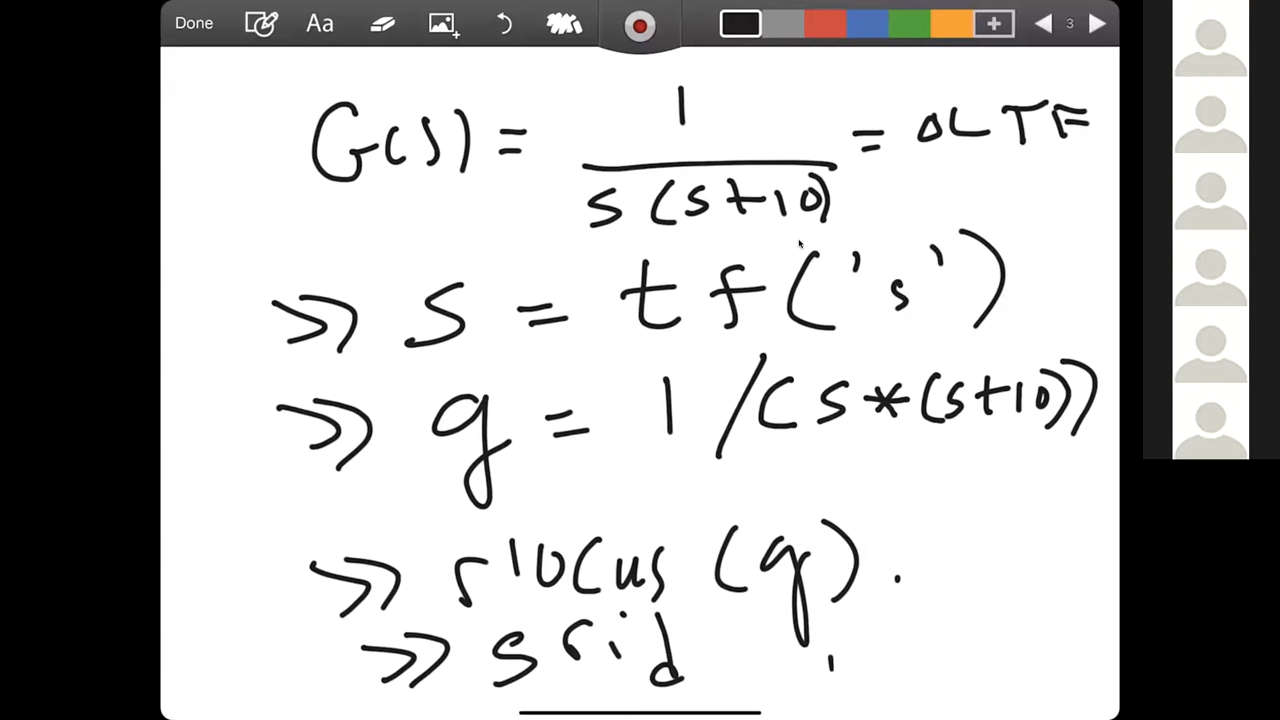 Done Aa 3
G(s) = 1 / s(s+10) = OLTF
>> s = tf('s')
>> g = 1/(s*(s+10))
>> rlocus(g).
>> sgrid